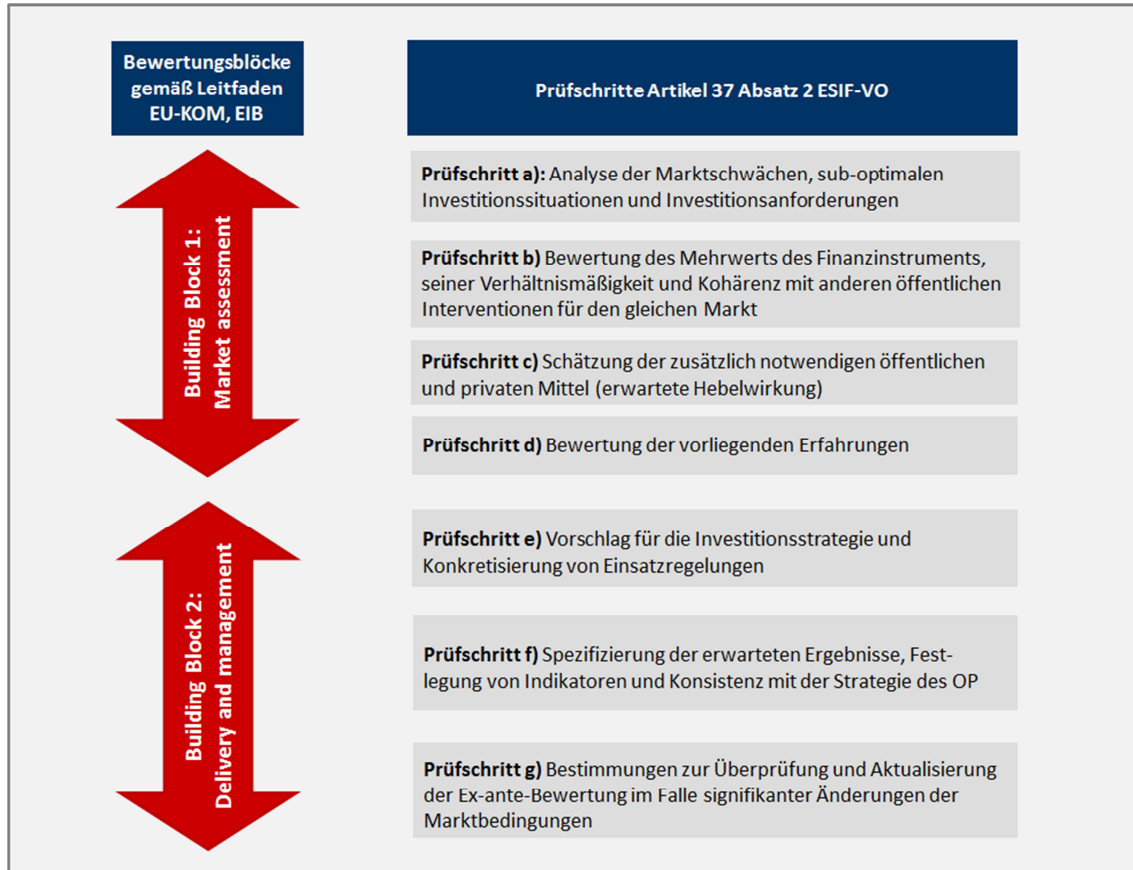 Bewertungsblöcke
gemäß Leitfaden
EU-KOM, EIB
Prüfschritte Artikel 37 Absatz 2 ESIF-VO
Building Block 1:
Market assessment
Prüfschritt a): Analyse der Marktschwächen, sub-optimalen
Investitionssituationen und Investitionsanforderungen
Prüfschritt b) Bewertung des Mehrwerts des Finanzinstruments,
seiner Verhältnismäßigkeit und Kohärenz mit anderen öffentlichen
Interventionen für den gleichen Markt
Prüfschritt c) Schätzung der zusätzlich notwendigen öffentlichen
und privaten Mittel (erwartete Hebelwirkung)
Prüfschritt d) Bewertung der vorliegenden Erfahrungen
Building Block 2:
Delivery and management
Prüfschritt e) Vorschlag für die Investitionsstrategie und
Konkretisierung von Einsatzregelungen
Prüfschritt f) Spezifizierung der erwarteten Ergebnisse, Fest-
legung von Indikatoren und Konsistenz mit der Strategie des OP
Prüfschritt g) Bestimmungen zur Überprüfung und Aktualisierung
der Ex-ante-Bewertung im Falle signifikanter Änderungen der
Marktbedingungen